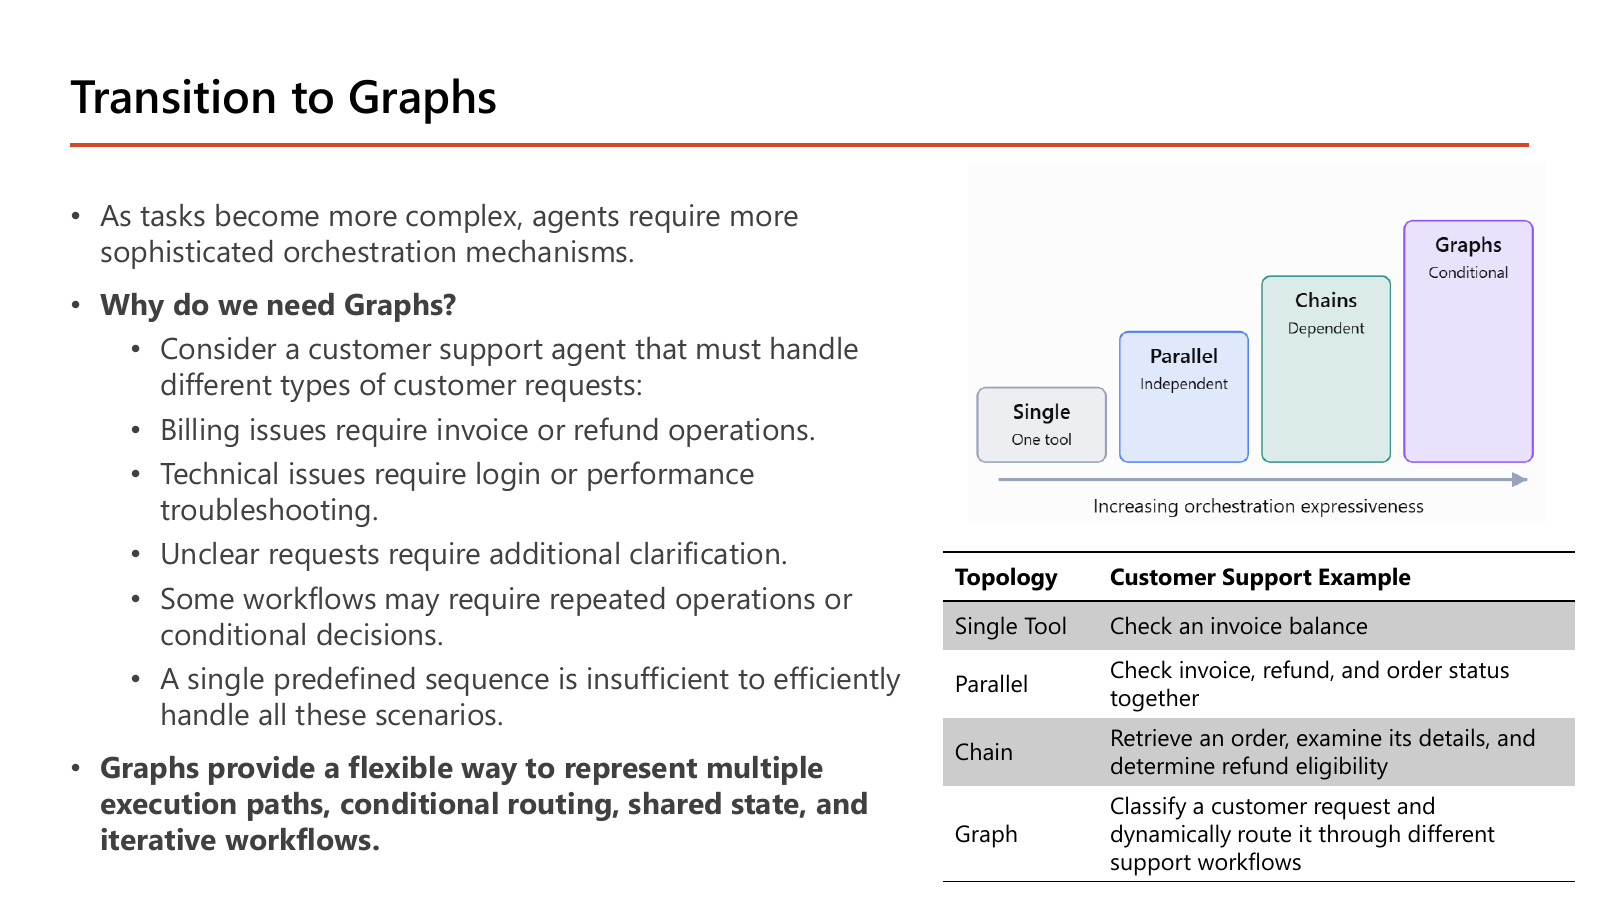 Transition to Graphs
• As tasks become more complex, agents require more
sophisticated orchestration mechanisms.
• Why do we need Graphs?
• Consider a customer support agent that must handle
different types of customer requests:
• Billing issues require invoice or refund operations.
• Technical issues require login or performance
troubleshooting.
• Unclear requests require additional clarification.
• Some workflows may require repeated operations or
conditional decisions.
• A single predefined sequence is insufficient to efficiently
handle all these scenarios.
• Graphs provide a flexible way to represent multiple
execution paths, conditional routing, shared state, and
iterative workflows.
Single
One tool
Parallel
Independent
Chains
Dependent
Graphs
Conditional
Increasing orchestration expressiveness
Topology Customer Support Example
Single Tool Check an invoice balance
Parallel Check invoice, refund, and order status
together
Chain Retrieve an order, examine its details, and
determine refund eligibility
Graph Classify a customer request and
dynamically route it through different
support workflows